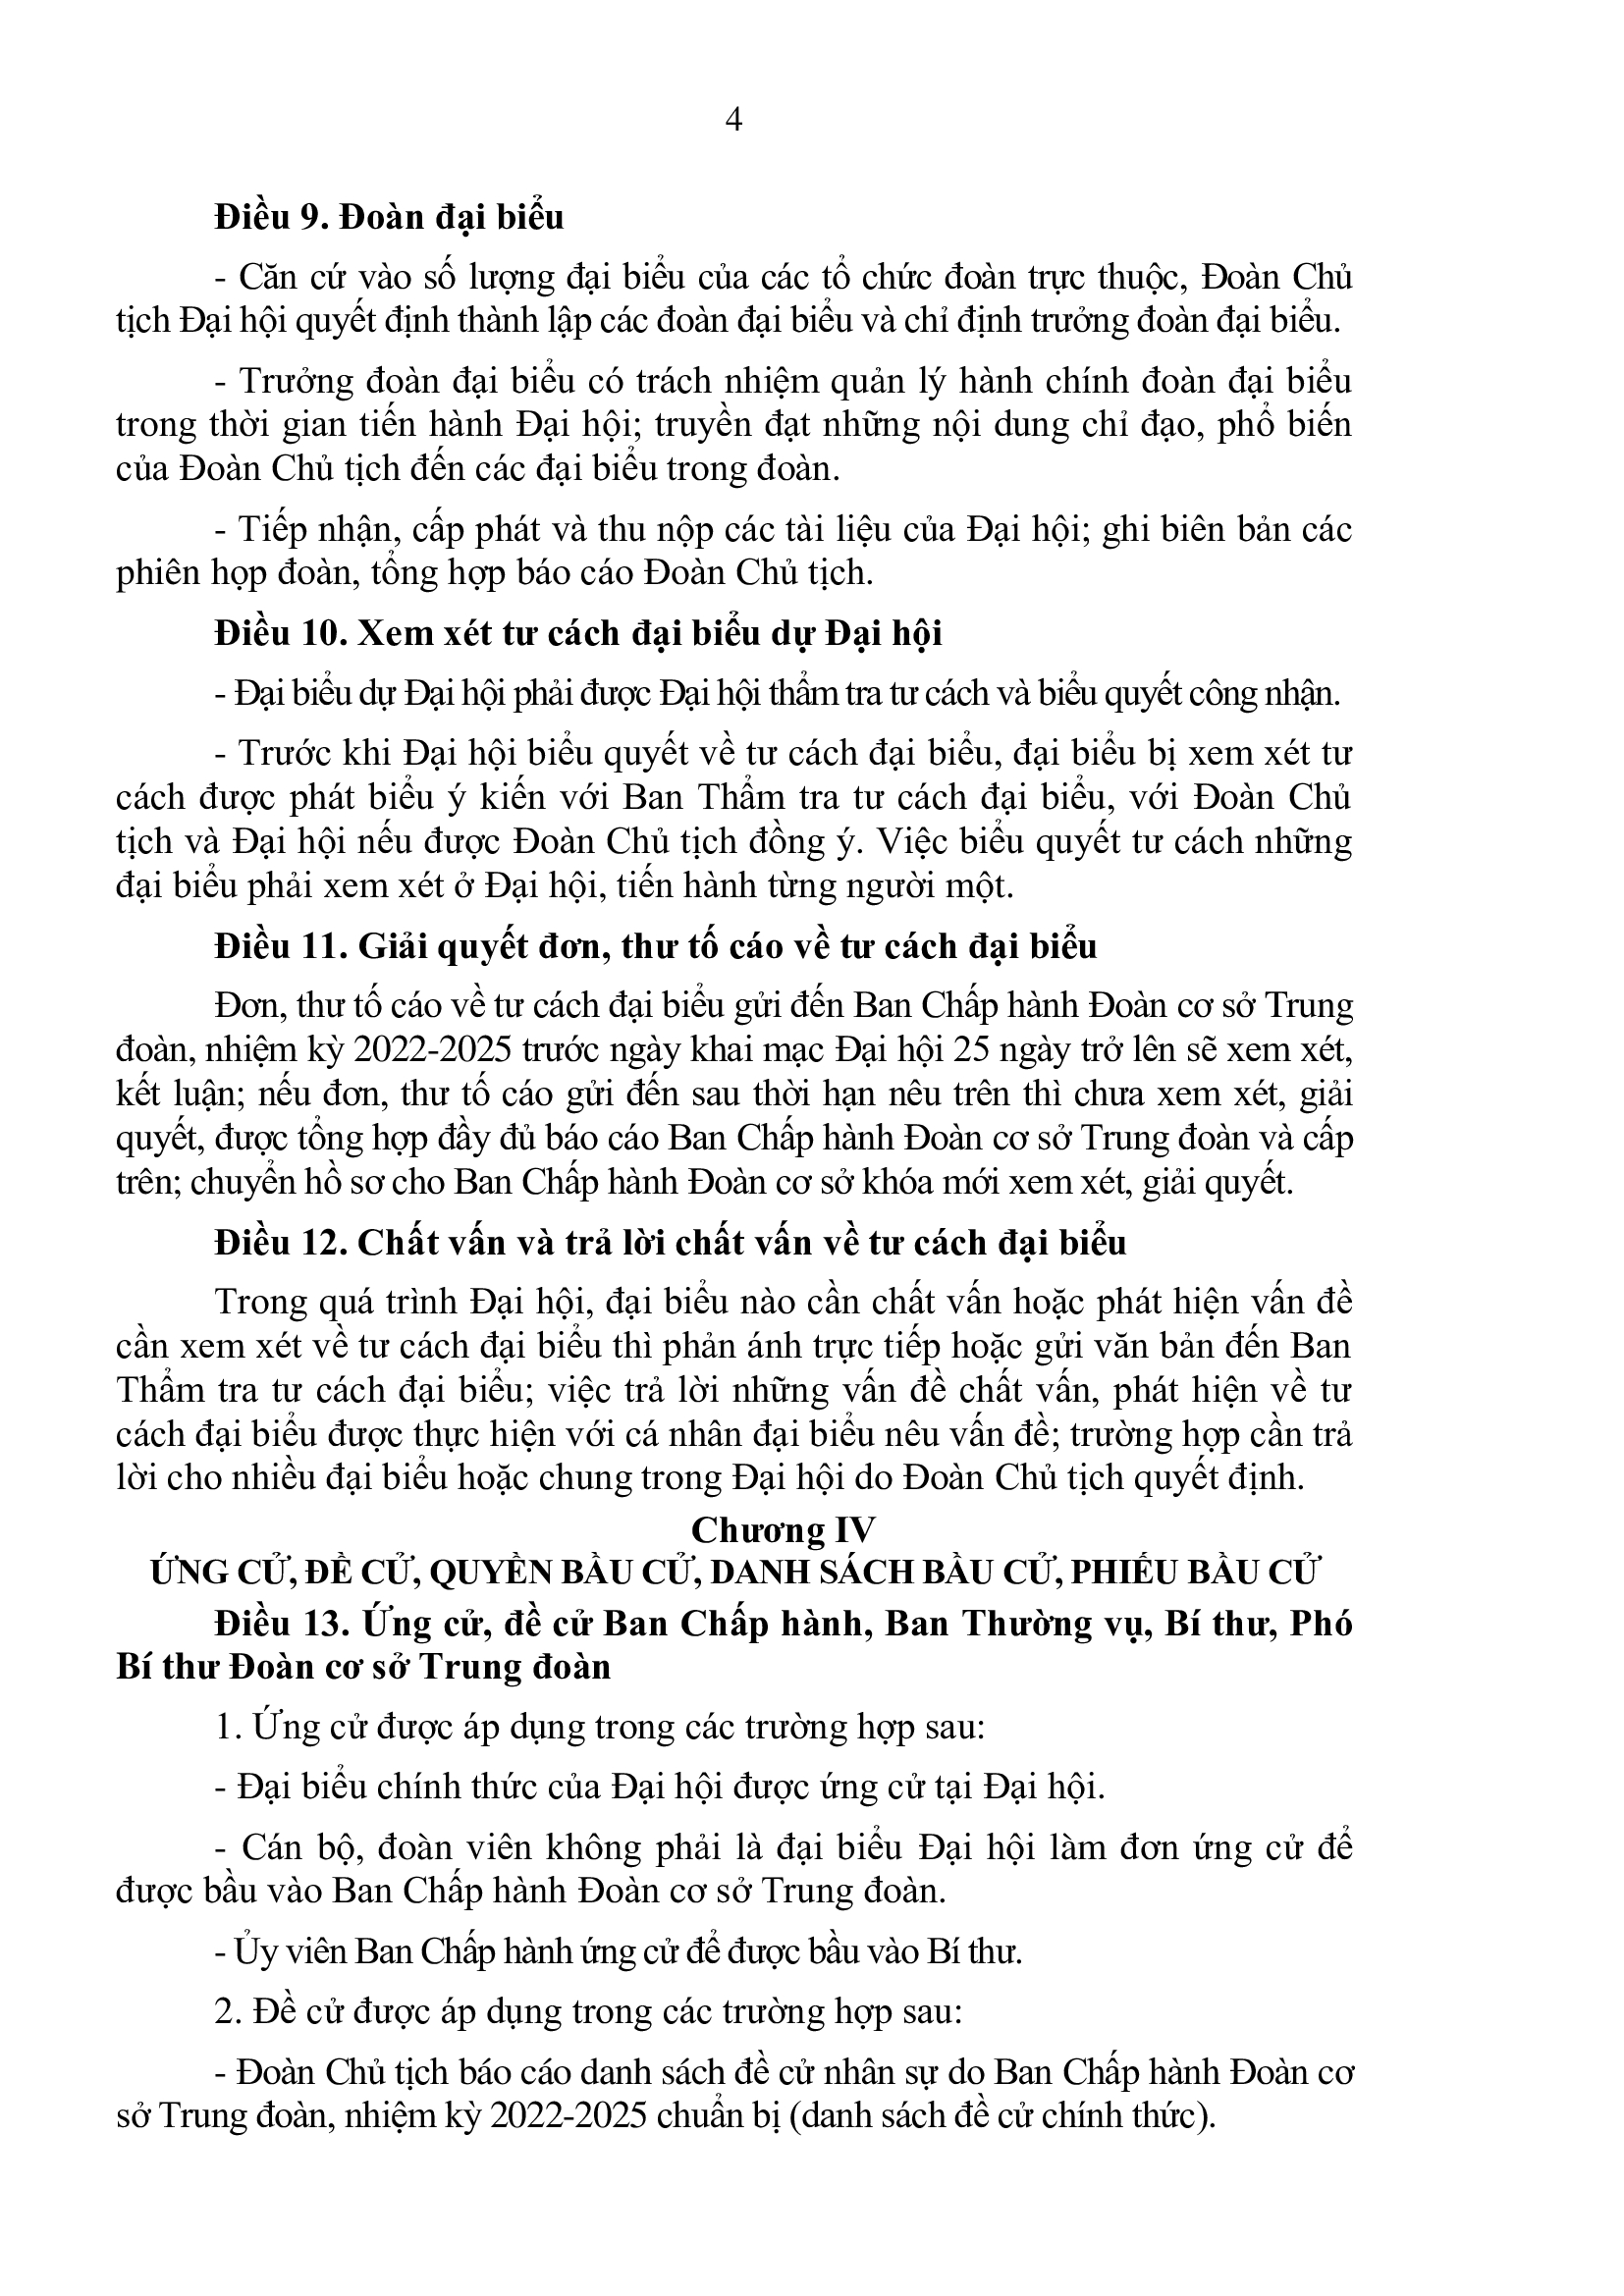 4
Điều 9. Đoàn đại biểu
- Căn cứ vào số lượng đại biểu của các tổ chức đoàn trực thuộc, Đoàn Chủ
tịch Đại hội quyết định thành lập các đoàn đại biểu và chỉ định trưởng đoàn đại biểu.
- Trưởng đoàn đại biểu có trách nhiệm quản lý hành chính đoàn đại biểu
trong thời gian tiến hành Đại hội; truyền đạt những nội dung chỉ đạo, phổ biến
của Đoàn Chủ tịch đến các đại biểu trong đoàn.
- Tiếp nhận, cấp phát và thu nộp các tài liệu của Đại hội; ghi biên bản các
phiên họp đoàn, tổng hợp báo cáo Đoàn Chủ tịch.
Điều 10. Xem xét tư cách đại biểu dự Đại hội
- Đại biểu dự Đại hội phải được Đại hội thẩm tra tư cách và biểu quyết công nhận.
- Trước khi Đại hội biểu quyết về tư cách đại biểu, đại biểu bị xem xét tư
cách được phát biểu ý kiến với Ban Thẩm tra tư cách đại biểu, với Đoàn Chủ
tịch và Đại hội nếu được Đoàn Chủ tịch đồng ý. Việc biểu quyết tư cách những
đại biểu phải xem xét ở Đại hội, tiến hành từng người một.
Điều 11. Giải quyết đơn, thư tố cáo về tư cách đại biểu
Đơn, thư tố cáo về tư cách đại biểu gửi đến Ban Chấp hành Đoàn cơ sở Trung
đoàn, nhiệm kỳ 2022-2025 trước ngày khai mạc Đại hội 25 ngày trở lên sẽ xem xét,
kết luận; nếu đơn, thư tố cáo gửi đến sau thời hạn nêu trên thì chưa xem xét, giải
quyết, được tổng hợp đầy đủ báo cáo Ban Chấp hành Đoàn cơ sở Trung đoàn và cấp
trên; chuyển hồ sơ cho Ban Chấp hành Đoàn cơ sở khóa mới xem xét, giải quyết.
Điều 12. Chất vấn và trả lời chất vấn về tư cách đại biểu
Trong quá trình Đại hội, đại biểu nào cần chất vấn hoặc phát hiện vấn đề
cần xem xét về tư cách đại biểu thì phản ánh trực tiếp hoặc gửi văn bản đến Ban
Thẩm tra tư cách đại biểu; việc trả lời những vấn đề chất vấn, phát hiện về tư
cách đại biểu được thực hiện với cá nhân đại biểu nêu vấn đề; trường hợp cần trả
lời cho nhiều đại biểu hoặc chung trong Đại hội do Đoàn Chủ tịch quyết định.
Chương IV
ỨNG CỬ, ĐỀ CỬ, QUYỀN BẦU CỬ, DANH SÁCH BẦU CỬ, PHIẾU BẦU CỬ
Điều 13. Ứng cử, đề cử Ban Chấp hành, Ban Thường vụ, Bí thư, Phó
Bí thư Đoàn cơ sở Trung đoàn
1. Ứng cử được áp dụng trong các trường hợp sau:
- Đại biểu chính thức của Đại hội được ứng cử tại Đại hội.
- Cán bộ, đoàn viên không phải là đại biểu Đại hội làm đơn ứng cử để
được bầu vào Ban Chấp hành Đoàn cơ sở Trung đoàn.
- Ủy viên Ban Chấp hành ứng cử để được bầu vào Bí thư.
2. Đề cử được áp dụng trong các trường hợp sau:
- Đoàn Chủ tịch báo cáo danh sách đề cử nhân sự do Ban Chấp hành Đoàn cơ
sở Trung đoàn, nhiệm kỳ 2022-2025 chuẩn bị (danh sách đề cử chính thức).